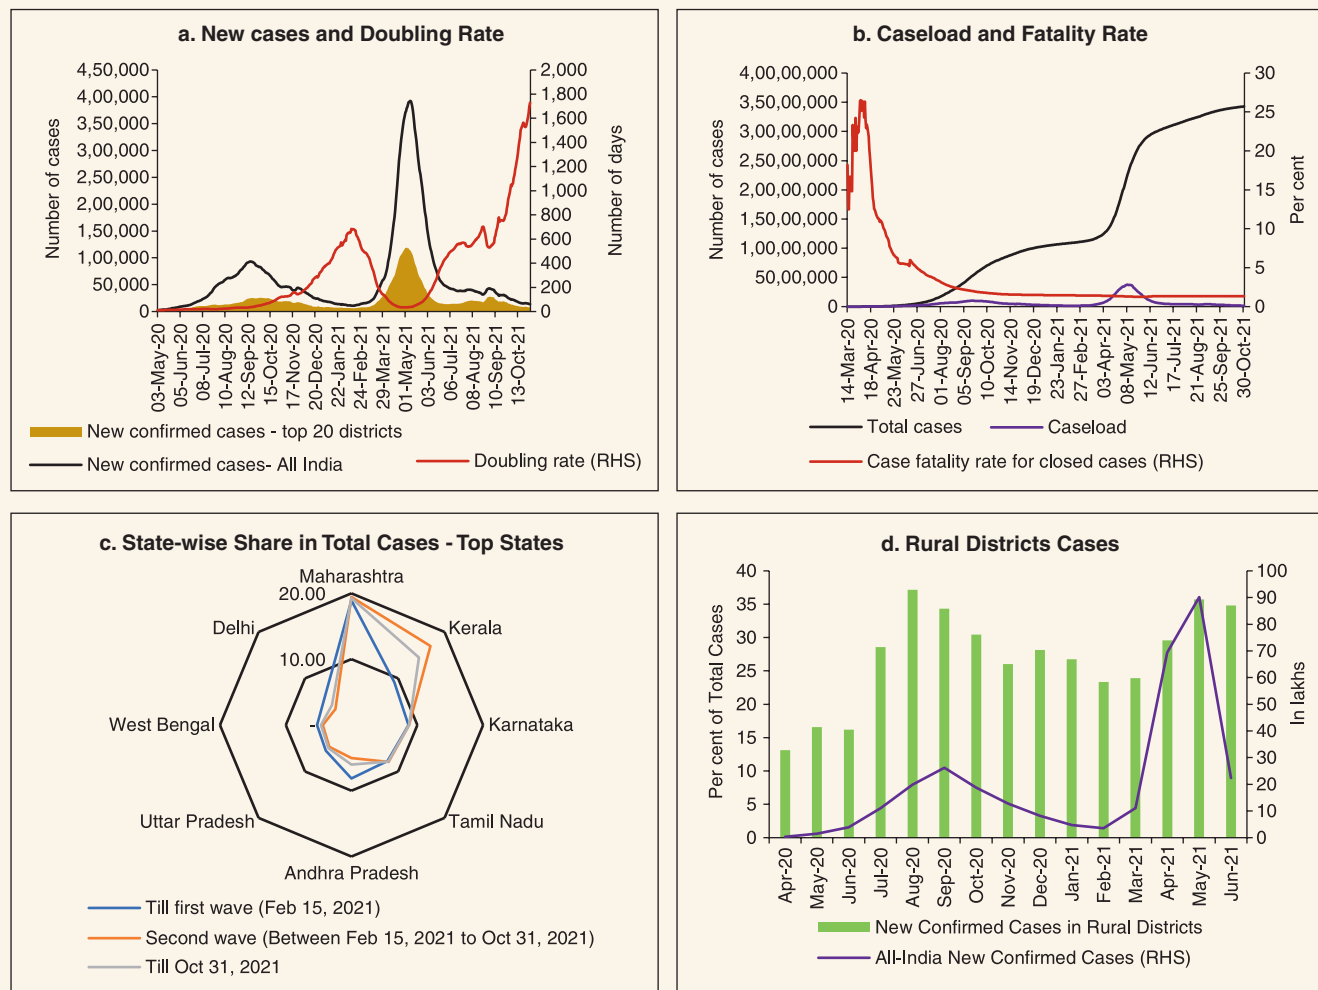 a. New cases and Doubling Rate
4,50,000
4,00,000
3,50,000
3,00,000
2,50,000
2,00,000
1,50,000
1,00,000
50,000
0
Number of cases
2,000
1,800
1,600
1,400
1,200
1,000
800
600
400
200
0
Number of days
03-May-20
05-Jun-20
08-Jul-20
10-Aug-20
12-Sep-20
15-Oct-20
17-Nov-20
20-Dec-20
22-Jan-21
24-Feb-21
29-Mar-21
01-May-21
03-Jun-21
06-Jul-21
08-Aug-21
10-Sep-21
13-Oct-21
New confirmed cases - top 20 districts
New confirmed cases- All India
Doubling rate (RHS)
b. Caseload and Fatality Rate
4,00,00,000
3,50,00,000
3,00,00,000
2,50,00,000
2,00,00,000
1,50,00,000
1,00,00,000
50,00,000
0
Number of cases
30
25
20
15
10
5
0
Per cent
14-Mar-20
18-Apr-20
23-May-20
27-Jun-20
01-Aug-20
05-Sep-20
10-Oct-20
14-Nov-20
19-Dec-20
23-Jan-21
27-Feb-21
03-Apr-21
08-May-21
12-Jun-21
17-Jul-21
21-Aug-21
25-Sep-21
30-Oct-21
Total cases
Caseload
Case fatality rate for closed cases (RHS)
c. State-wise Share in Total Cases - Top States
Maharashtra
20.00
Delhi
Kerala
10.00
West Bengal
-
Karnataka
Uttar Pradesh
Tamil Nadu
Andhra Pradesh
Till first wave (Feb 15, 2021)
Second wave (Between Feb 15, 2021 to Oct 31, 2021)
Till Oct 31, 2021
d. Rural Districts Cases
40
35
30
25
20
15
10
5
0
Per cent of Total Cases
100
90
80
70
60
50
40
30
20
10
0
In lakhs
Apr-20
May-20
Jun-20
Jul-20
Aug-20
Sep-20
Oct-20
Nov-20
Dec-20
Jan-21
Feb-21
Mar-21
Apr-21
May-21
Jun-21
New Confirmed Cases in Rural Districts
All-India New Confirmed Cases (RHS)